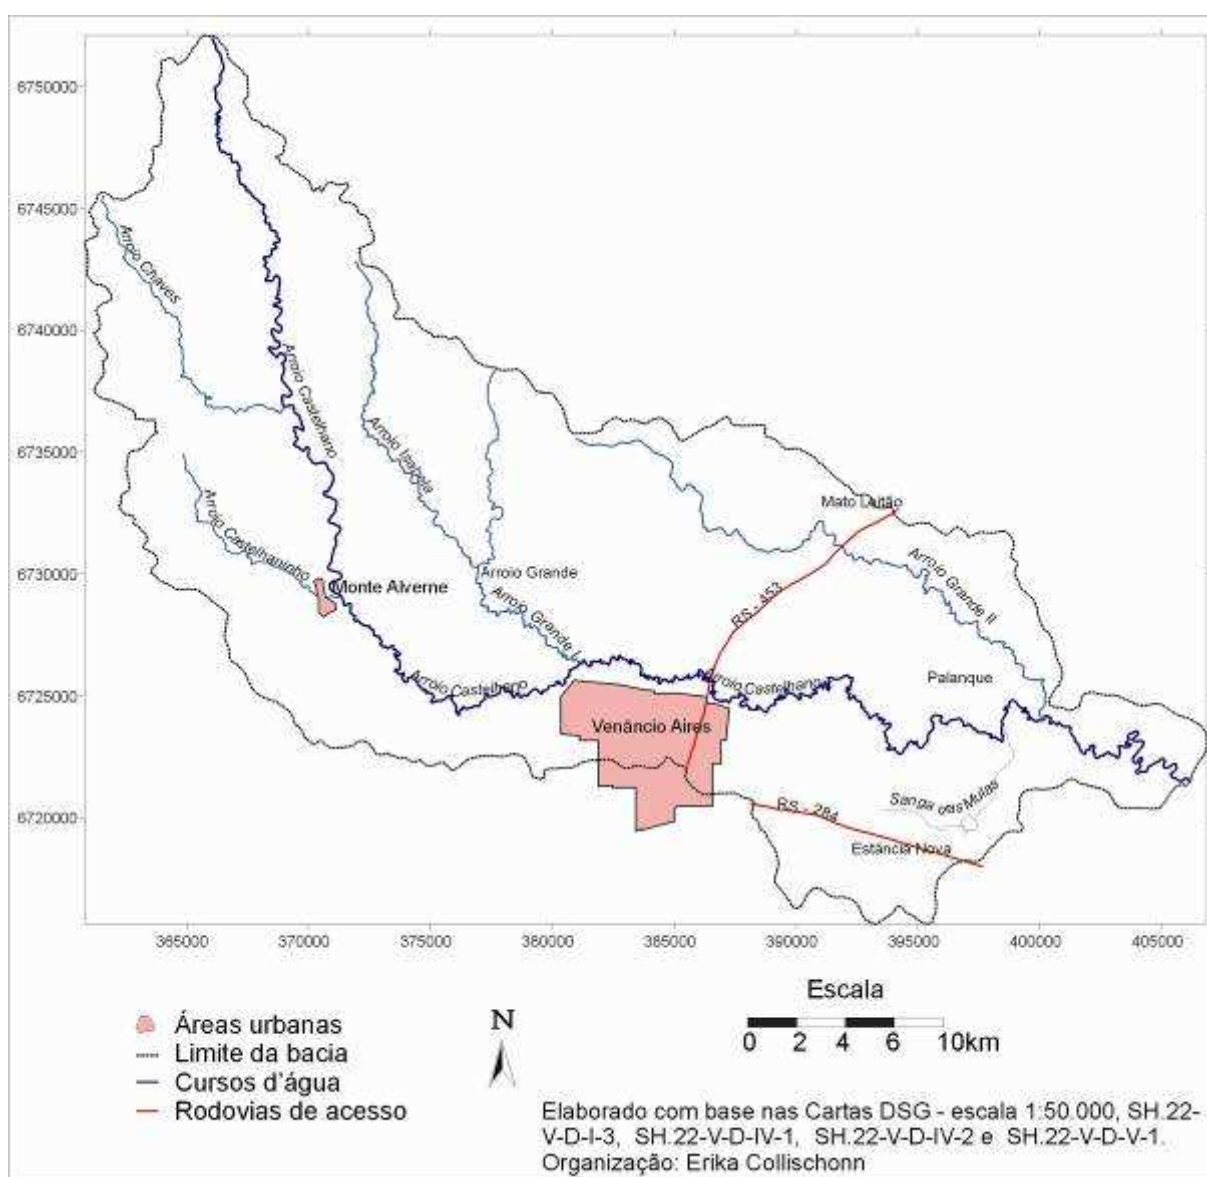 6750000
6745000
6740000
6735000
6730000
6725000
6720000
365000 370000 375000 380000 385000 390000 395000 400000 405000
Arroio Chaves
Arroio Castelhano
Arroio Isabela
Mato Leitão
Arroio Castelhaninho
Monte Alverne
Arroio Grande
Arroio Grande I
Arroio Grande II
RS - 453
Arroio Castelhano
Arroio Castelhano
Palanque
Venâncio Aires
Sanga das Mulas
RS - 284
Estância Nova
Áreas urbanas
Limite da bacia
Cursos d'água
Rodovias de acesso
N
Escala
0 2 4 6 10km
Elaborado com base nas Cartas DSG - escala 1:50.000, SH.22-
V-D-I-3, SH.22-V-D-IV-1, SH.22-V-D-IV-2 e SH.22-V-D-V-1.
Organização: Erika Collischonn